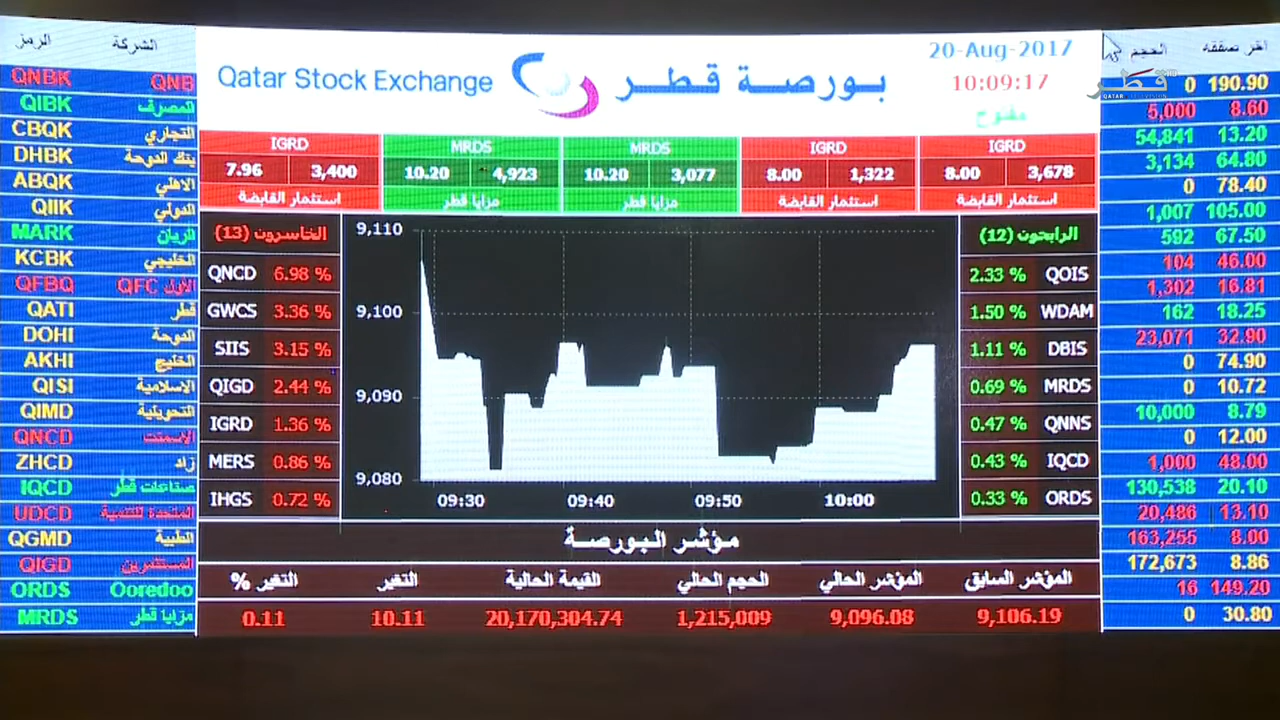 Qatar Stock Exchange بورصة قطر
20-Aug-2017
10:09:17
مفتوح
قطر
QATAR TELEVISION
الرمز الشركة
QNBK QNB
QIBK المصرف
CBQK التجاري
DHBK بنك الدوحة
ABQK الاهلي
QIIK الدولي
MARK الريان
KCBK الخليجي
QFBQ الاول QFC
QATI قطر
DOHI الدوحة
AKHI الخليج
QISI الاسلامية
QIMD التحويلية
QNCD الاسمنت
ZHCD زاد
IQCD صناعات قطر
UDCD المتحدة للتنمية
QGMD الطبية
QIGD المستثمرين
ORDS Ooredoo
MRDS مزايا قطر
IGRD MRDS MRDS IGRD IGRD
7.96 3,400 10.20 4,923 10.20 3,077 8.00 1,322 8.00 3,678
استثمار القابضة مزايا قطر مزايا قطر استثمار القابضة استثمار القابضة
الخاسرون (13)
QNCD 6.98 %
GWCS 3.36 %
SIIS 3.15 %
QIGD 2.44 %
IGRD 1.36 %
MERS 0.86 %
IHGS 0.72 %
9,110
9,100
9,090
9,080
09:30 09:40 09:50 10:00
الرابحون (12)
2.33 % QOIS
1.50 % WDAM
1.11 % DBIS
0.69 % MRDS
0.47 % QNNS
0.43 % IQCD
0.33 % ORDS
مؤشر البورصة
التغير % التغير القيمة الحالية الحجم الحالي المؤشر الحالي المؤشر السابق
0.11 10.11 20,170,304.74 1,215,009 9,096.08 9,106.19
الحجم اخر صفقه
0 190.90
5,000 8.60
54,841 13.20
3,134 64.80
0 78.40
1,007 105.00
592 67.50
104 46.00
1,302 16.81
162 18.25
23,071 32.90
0 74.90
0 10.72
10,000 8.79
0 12.00
1,000 48.00
130,538 20.10
20,486 13.10
163,255 8.00
172,673 8.86
16 149.20
0 30.80